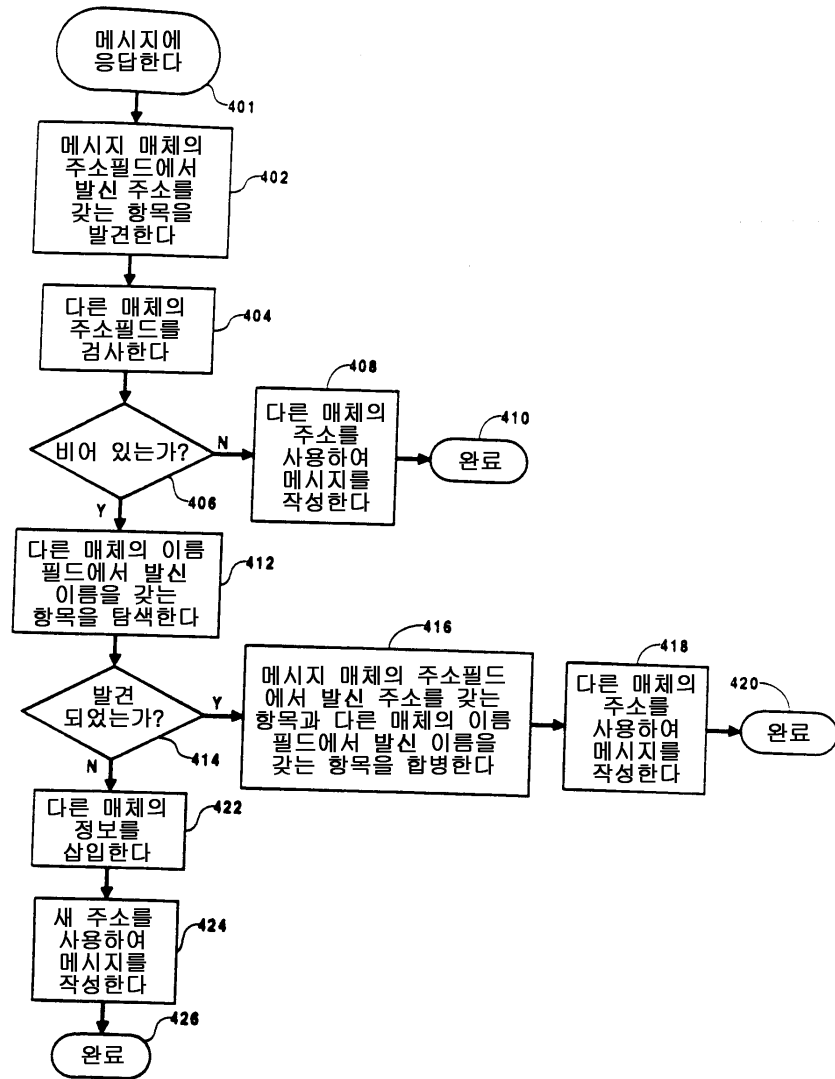 메시지에
응답한다
401
메시지 매체의
주소필드에서
발신 주소를
갖는 항목을
발견한다
402
다른 매체의
주소필드를
검사한다
404
비어 있는가?
406
N
Y
408
다른 매체의
주소를
사용하여
메시지를
작성한다
410
완료
다른 매체의 이름
필드에서 발신
이름을 갖는
항목을 탐색한다
412
발견
되었는가?
414
Y
N
416
메시지 매체의 주소필드
에서 발신 주소를 갖는
항목과 다른 매체의 이름
필드에서 발신 이름을
갖는 항목을 합병한다
418
다른 매체의
주소를
사용하여
메시지를
작성한다
420
완료
다른 매체의
정보를
삽입한다
422
새 주소를
사용하여
메시지를
작성한다
424
완료
426